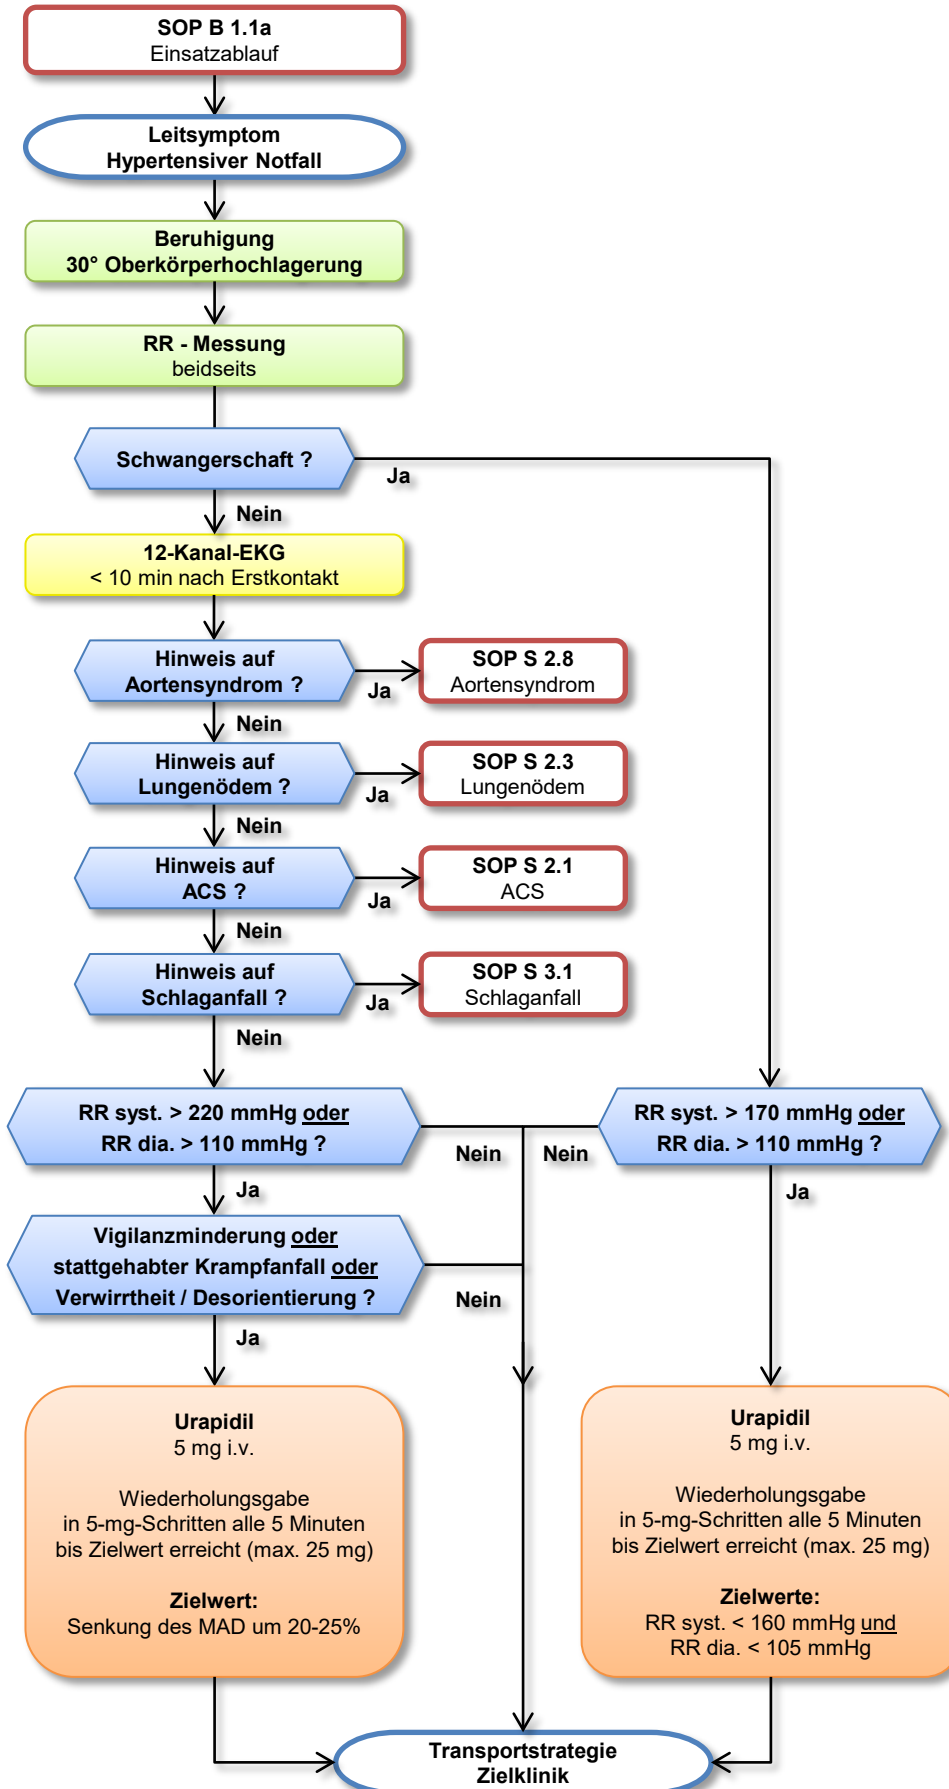 SOP B 1.1a
Einsatzablauf
Leitsymptom
Hypertensiver Notfall
Beruhigung
30° Oberkörperhochlagerung
RR - Messung
beidseits
Schwangerschaft ?
Ja
Nein
12-Kanal-EKG
< 10 min nach Erstkontakt
Hinweis auf
Aortensyndrom ?
Ja
SOP S 2.8
Aortensyndrom
Nein
Hinweis auf
Lungenödem ?
Ja
SOP S 2.3
Lungenödem
Nein
Hinweis auf
ACS ?
Ja
SOP S 2.1
ACS
Nein
Hinweis auf
Schlaganfall ?
Ja
SOP S 3.1
Schlaganfall
Nein
RR syst. > 220 mmHg oder
RR dia. > 110 mmHg ?
Nein
Nein
RR syst. > 170 mmHg oder
RR dia. > 110 mmHg ?
Ja
Ja
Vigilanzminderung oder
stattgehabter Krampfanfall oder
Verwirrtheit / Desorientierung ?
Nein
Ja
Urapidil
5 mg i.v.
Wiederholungsgabe
in 5-mg-Schritten alle 5 Minuten
bis Zielwert erreicht (max. 25 mg)
Zielwert:
Senkung des MAD um 20-25%
Urapidil
5 mg i.v.
Wiederholungsgabe
in 5-mg-Schritten alle 5 Minuten
bis Zielwert erreicht (max. 25 mg)
Zielwerte:
RR syst. < 160 mmHg und
RR dia. < 105 mmHg
Transportstrategie
Zielklinik